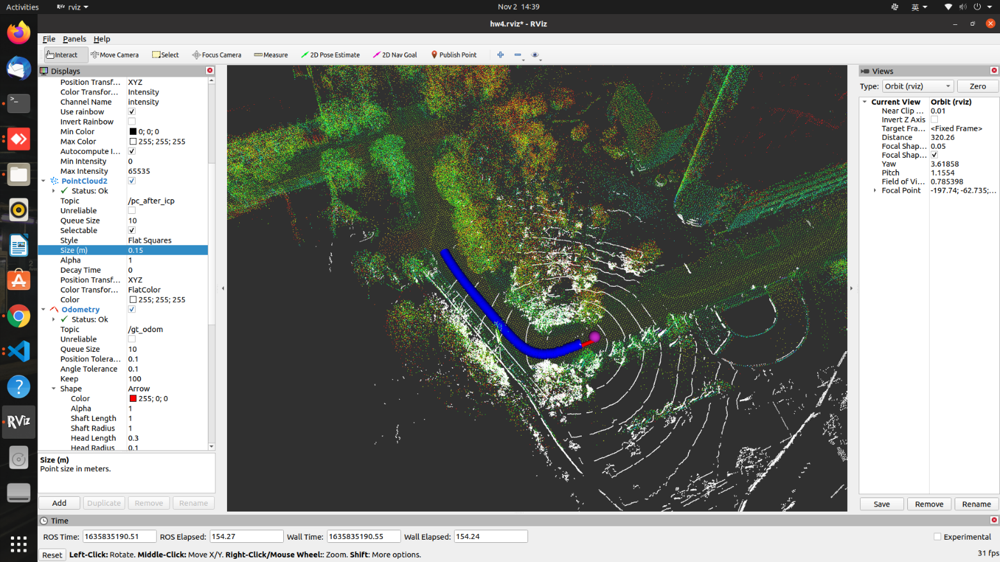 Activities
rviz
Nov 2 14:39
英
hw4.rviz* - RViz
File Panels Help
Interact Move Camera Select Focus Camera Measure 2D Pose Estimate 2D Nav Goal Publish Point
Displays
Position Transf... XYZ
Color Transfor... Intensity
Channel Name intensity
Use rainbow
Invert Rainbow
Min Color 0; 0; 0
Max Color 255; 255; 255
Autocompute I...
Min Intensity 0
Max Intensity 65535
PointCloud2
Status: Ok
Topic /pc_after_icp
Unreliable
Queue Size 10
Selectable
Style Flat Squares
Size (m) 0.15
Alpha 1
Decay Time 0
Position Transf... XYZ
Color Transfor... FlatColor
Color 255; 255; 255
Odometry
Status: Ok
Topic /gt_odom
Unreliable
Queue Size 10
Position Tolera... 0.1
Angle Tolerance 0.1
Keep 100
Shape Arrow
Color 255; 0; 0
Alpha 1
Shaft Length 1
Shaft Radius 1
Head Length 0.3
Head Radius 0.1
Size (m)
Point size in meters.
Add Duplicate Remove Rename
Views
Type: Orbit (rviz) Zero
Current View Orbit (rviz)
Near Clip ... 0.01
Invert Z Axis
Target Fra... <Fixed Frame>
Distance 320.26
Focal Shap... 0.05
Focal Shap...
Yaw 3.61858
Pitch 1.1554
Field of Vi... 0.785398
Focal Point -197.74; -62.735;...
Save Remove Rename
RViz
Time
ROS Time: 1635835190.51 ROS Elapsed: 154.27 Wall Time: 1635835190.55 Wall Elapsed: 154.24 Experimental
Reset Left-Click: Rotate. Middle-Click: Move X/Y. Right-Click/Mouse Wheel:: Zoom. Shift: More options. 31 fps